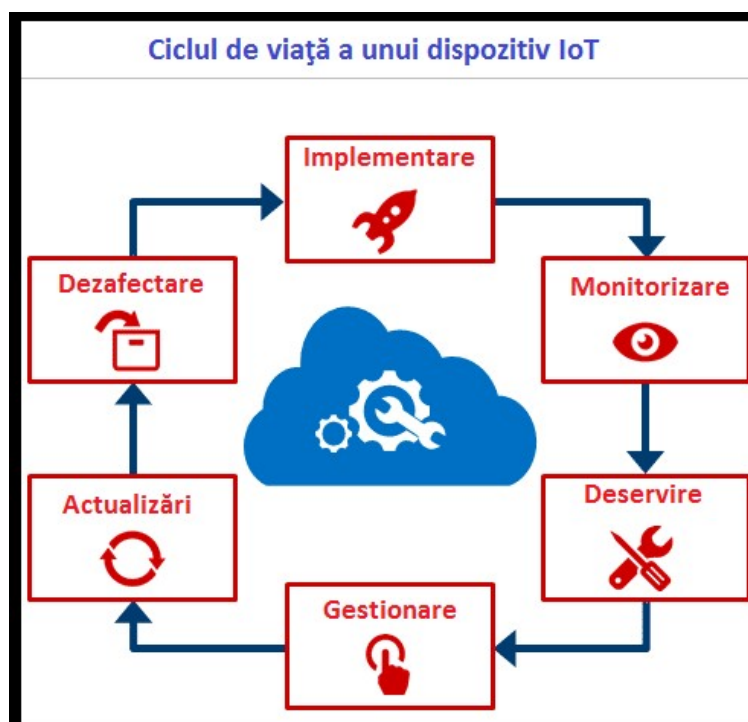 Ciclul de viaţă a unui dispozitiv IoT
Implementare
Monitorizare
Deservire
Gestionare
Actualizări
Dezafectare